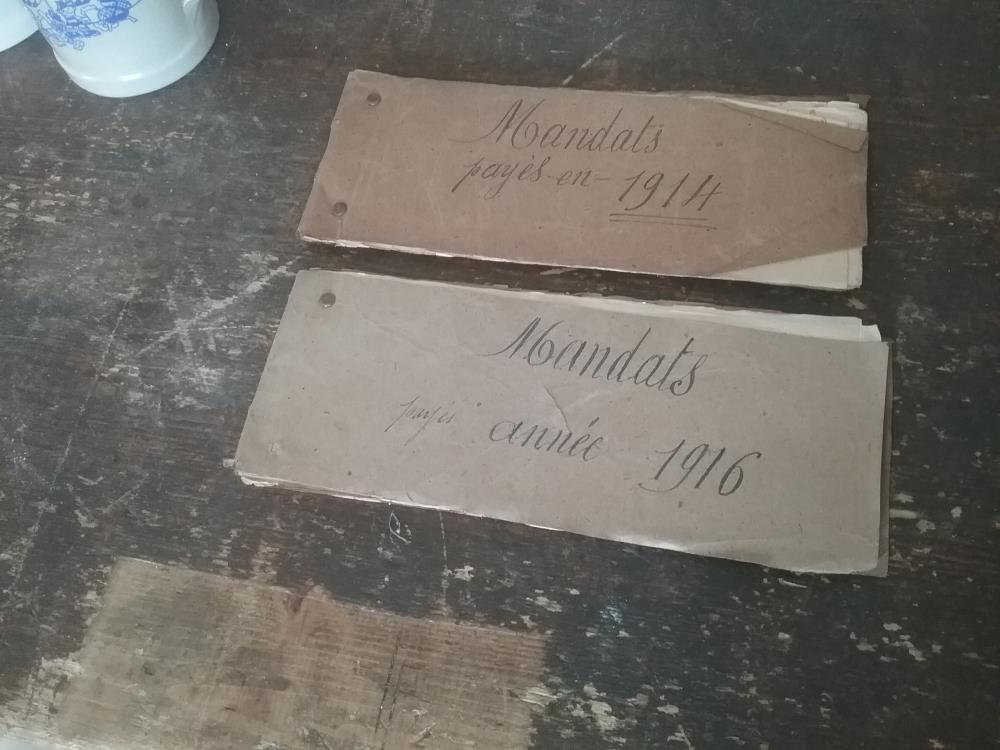 Mandats
payés-en- 1914
Mandats
payés année 1916